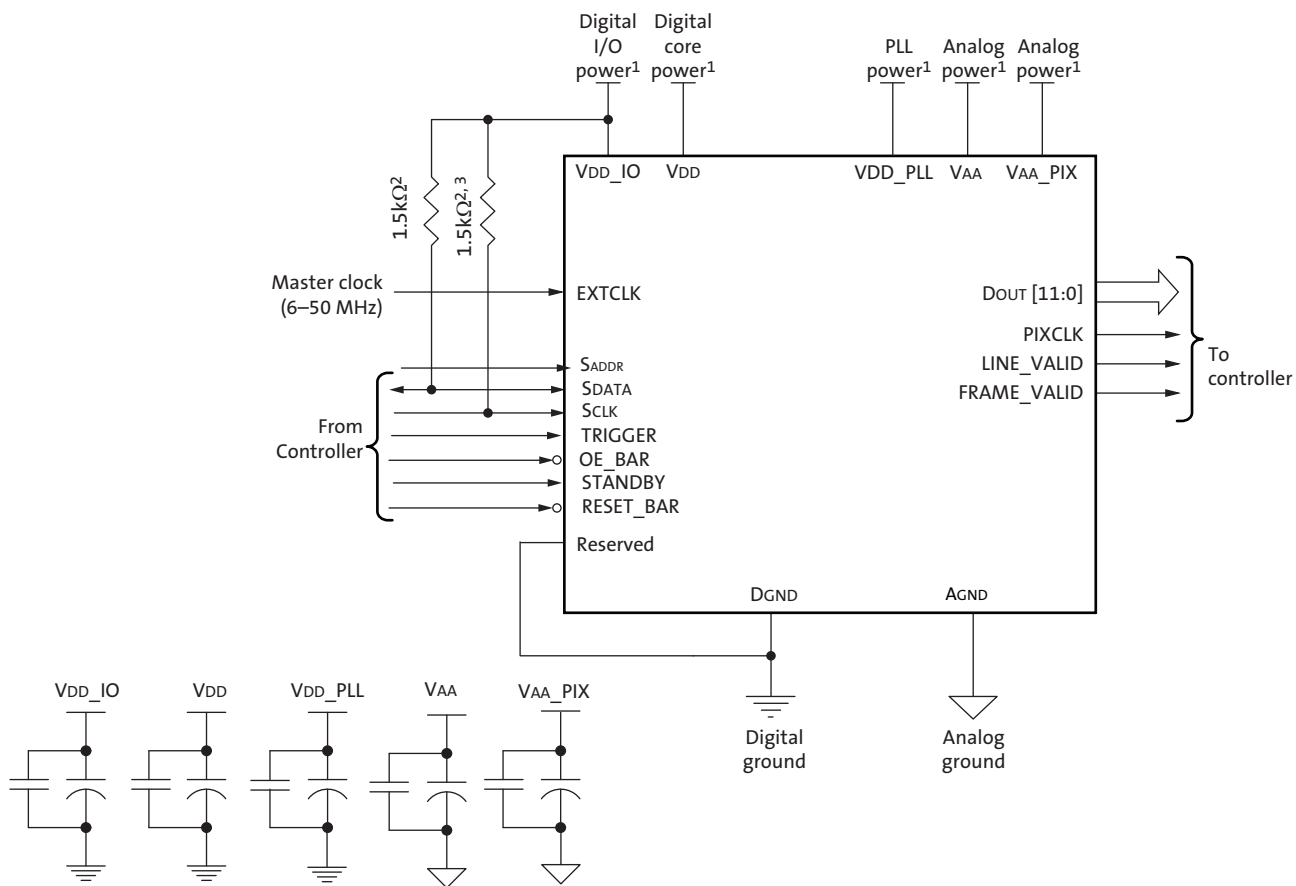 Digital
I/O
power1
Digital
core
power1
PLL
power1
Analog
power1
Analog
power1
VDD_IO
VDD
VDD_PLL
VAA
VAA_PIX
1.5kΩ2
1.5kΩ2, 3
Master clock
(6–50 MHz)
EXTCLK
SADDR
SDATA
SCLK
TRIGGER
OE_BAR
STANDBY
RESET_BAR
Reserved
From
Controller
DOUT [11:0]
PIXCLK
LINE_VALID
FRAME_VALID
To
controller
DGND
AGND
Digital
ground
Analog
ground
VDD_IO
VDD
VDD_PLL
VAA
VAA_PIX